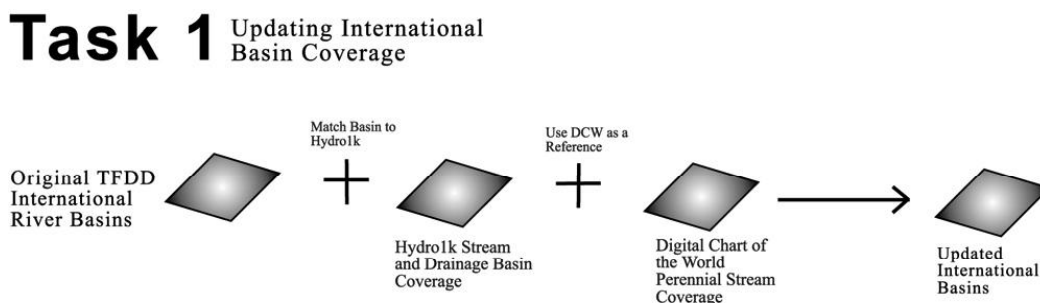 Task 1
Updating International
Basin Coverage
Original TFDD
International
River Basins
Match Basin to
Hydro1k
Hydro1k Stream
and Drainage Basin
Coverage
Use DCW as a
Reference
Digital Chart of
the World
Perennial Stream
Coverage
Updated
International
Basins